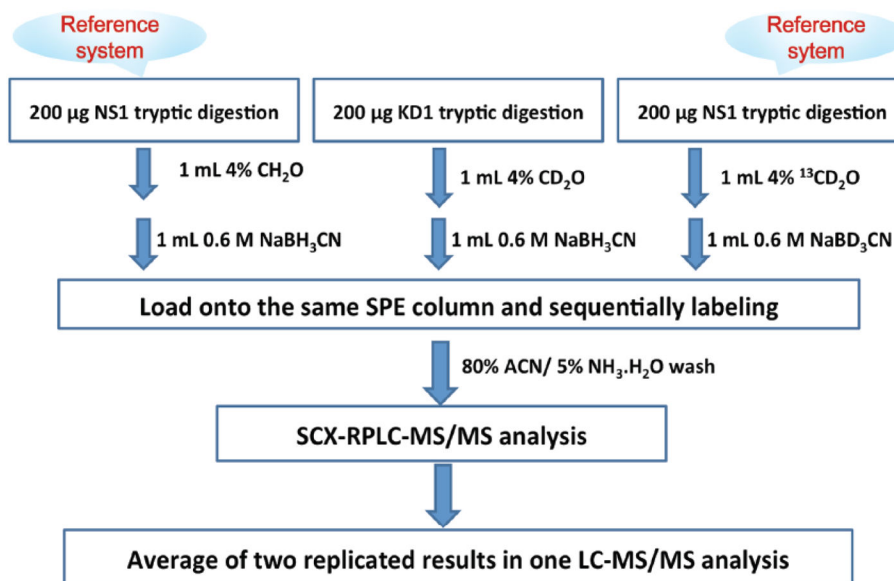 Reference
system
Reference
sytem
200 µg NS1 tryptic digestion
200 µg KD1 tryptic digestion
200 µg NS1 tryptic digestion
1 mL 4% CH₂O
1 mL 4% CD₂O
1 mL 4% ¹³CD₂O
1 mL 0.6 M NaBH₃CN
1 mL 0.6 M NaBH₃CN
1 mL 0.6 M NaBD₃CN
Load onto the same SPE column and sequentially labeling
80% ACN/ 5% NH₃.H₂O wash
SCX-RPLC-MS/MS analysis
Average of two replicated results in one LC-MS/MS analysis